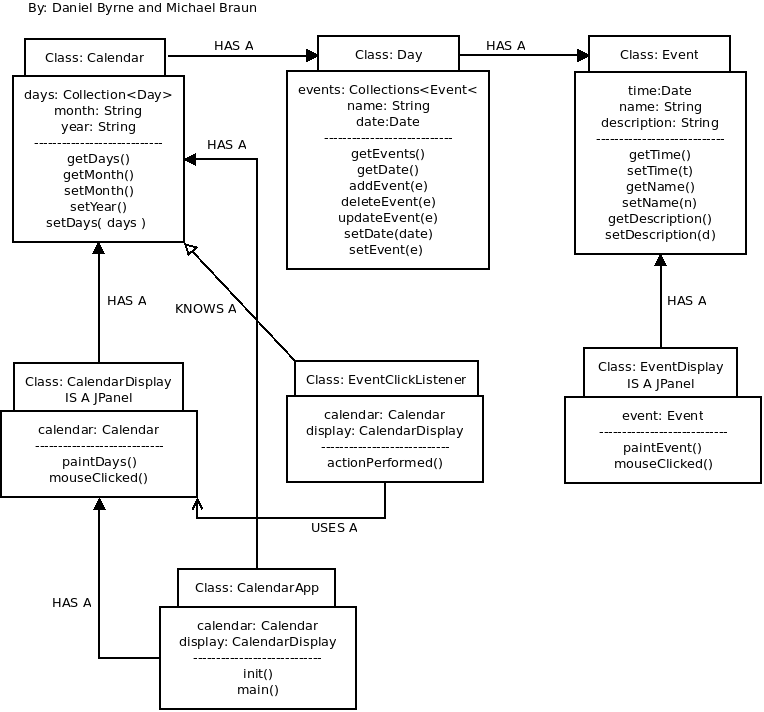 By: Daniel Byrne and Michael Braun
Class: Calendar
days: Collection<Day>
month: String
year: String
----------------------------
getDays()
getMonth()
setMonth()
setYear()
setDays( days )
HAS A
Class: Day
events: Collections<Event<
name: String
date:Date
----------------------------
getEvents()
getDate()
addEvent(e)
deleteEvent(e)
updateEvent(e)
setDate(date)
setEvent(e)
HAS A
Class: Event
time:Date
name: String
description: String
----------------------------
getTime()
setTime(t)
getName()
setName(n)
getDescription()
setDescription(d)
HAS A
HAS A
KNOWS A
HAS A
Class: CalendarDisplay
IS A JPanel
calendar: Calendar
----------------------------
paintDays()
mouseClicked()
Class: EventClickListener
calendar: Calendar
display: CalendarDisplay
----------------------------
actionPerformed()
Class: EventDisplay
IS A JPanel
event: Event
----------------------------
paintEvent()
mouseClicked()
USES A
HAS A
Class: CalendarApp
calendar: Calendar
display: CalendarDisplay
----------------------------
init()
main()